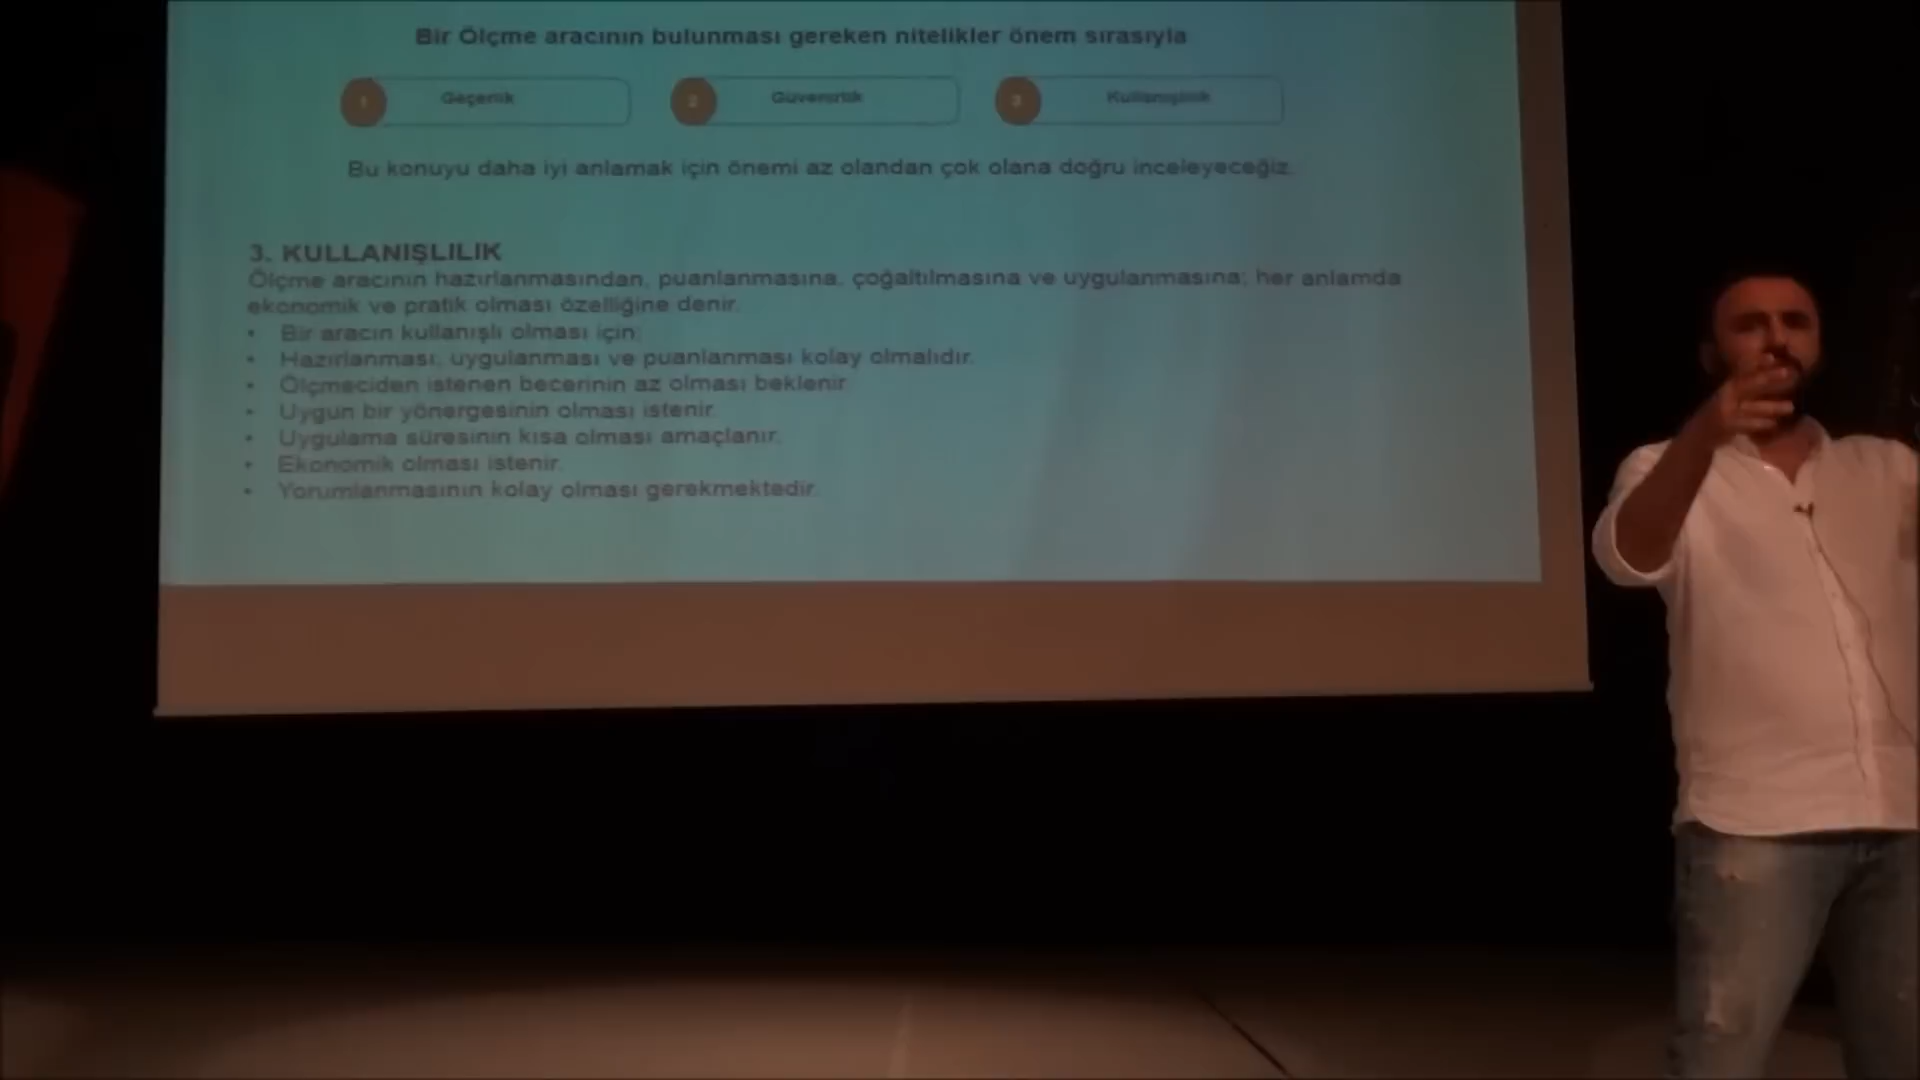 Bir Ölçme aracının bulunması gereken nitelikler önem sırasıyla
1 Geçerlik
2 Güvenirlik
3 Kullanışlılık
Bu konuyu daha iyi anlamak için önemi az olandan çok olana doğru inceleyeceğiz.
3. KULLANIŞLILIK
Ölçme aracının hazırlanmasından, puanlanmasına, çoğaltılmasına ve uygulanmasına; her anlamda
ekonomik ve pratik olması özelliğine denir.
• Bir aracın kullanışlı olması için;
• Hazırlanması, uygulanması ve puanlanması kolay olmalıdır.
• Ölçmeciden istenen becerinin az olması beklenir.
• Uygun bir yönergesinin olması istenir.
• Uygulama süresinin kısa olması amaçlanır.
• Ekonomik olması istenir.
• Yorumlanmasının kolay olması gerekmektedir.